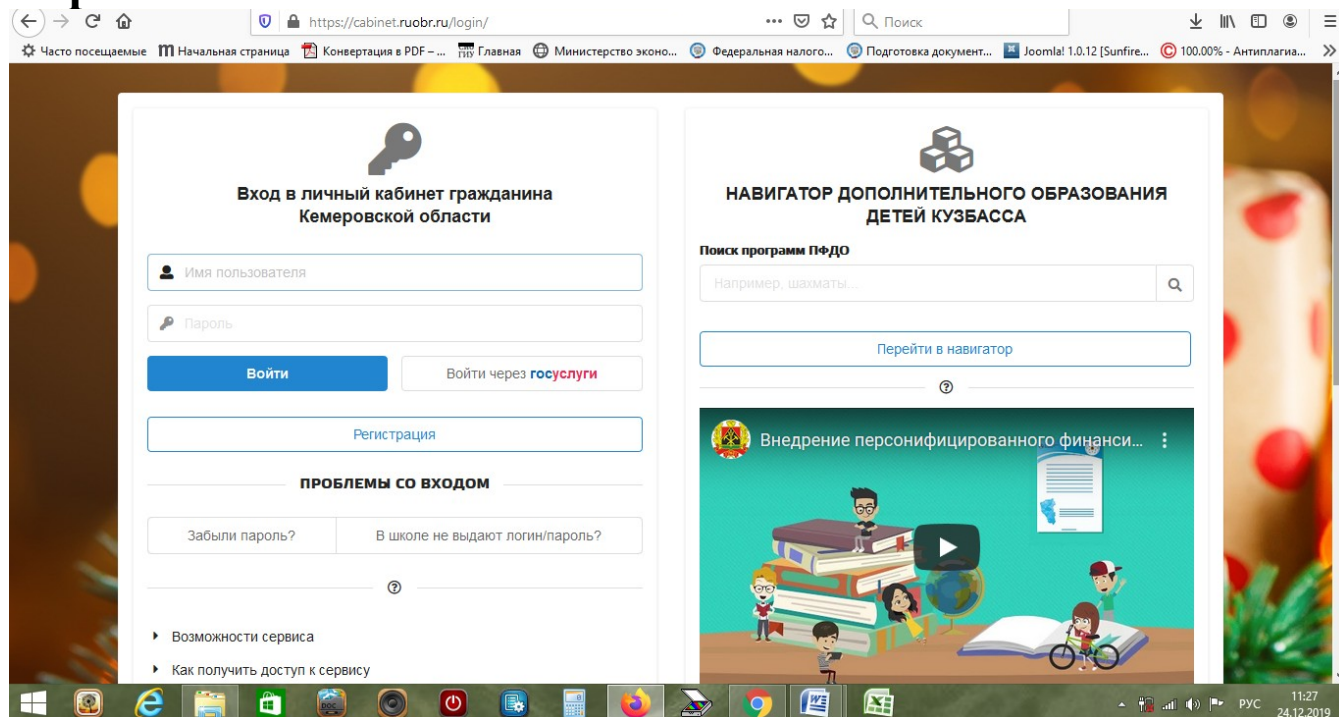 https://cabinet.ruobr.ru/login/
Поиск
Часто посещаемые
Начальная страница
Конвертация в PDF – ...
Главная
Министерство эконо...
Федеральная налого...
Подготовка документ...
Joomla! 1.0.12 [Sunfire...
100.00% - Антиплагиа...
Вход в личный кабинет гражданина
Кемеровской области
Имя пользователя
Пароль
Войти
Войти через госуслуги
Регистрация
ПРОБЛЕМЫ СО ВХОДОМ
Забыли пароль?
В школе не выдают логин/пароль?
Возможности сервиса
Как получить доступ к сервису
НАВИГАТОР ДОПОЛНИТЕЛЬНОГО ОБРАЗОВАНИЯ
ДЕТЕЙ КУЗБАССА
Поиск программ ПФДО
Например, шахматы...
Перейти в навигатор
Внедрение персонифицированного финанси...
РУС
11:27
24.12.2019